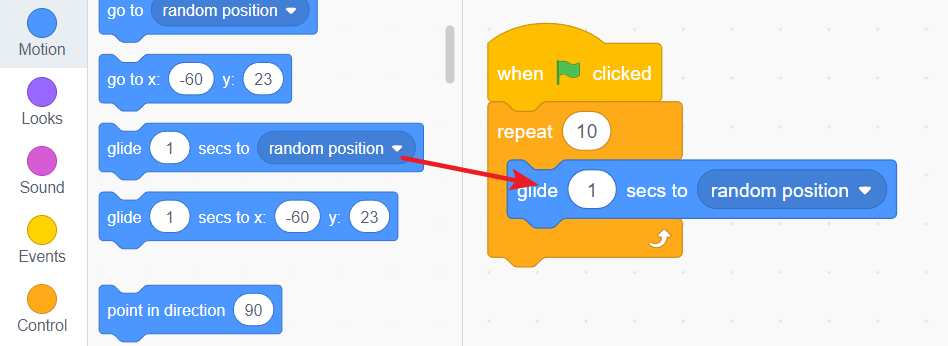 Motion
Looks
Sound
Events
Control
go to random position
go to x: -60 y: 23
glide 1 secs to random position
glide 1 secs to x: -60 y: 23
point in direction 90
when clicked
repeat 10
glide 1 secs to random position